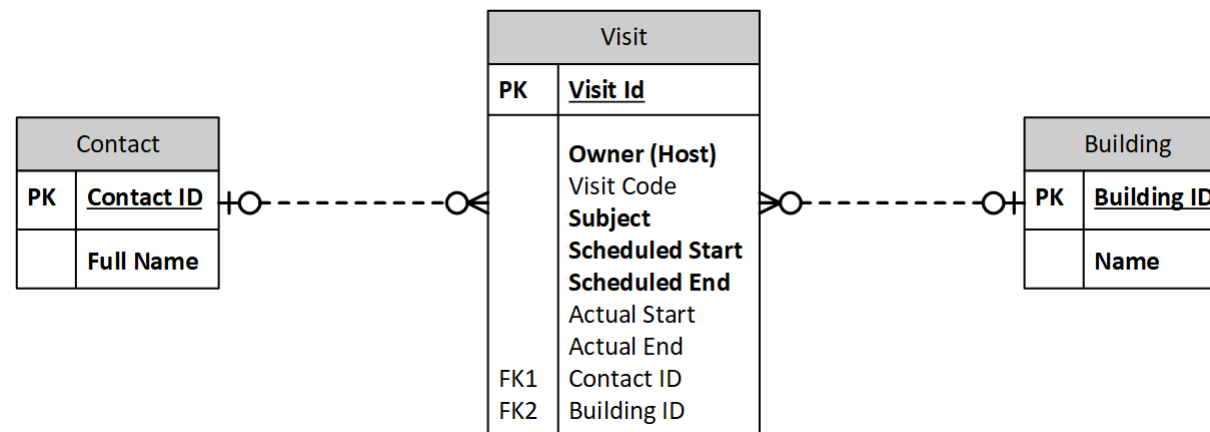 Visit
PK Visit Id
Owner (Host)
Visit Code
Subject
Scheduled Start
Scheduled End
Actual Start
Actual End
FK1 Contact ID
FK2 Building ID
Contact
PK Contact ID
Full Name
Building
PK Building ID
Name